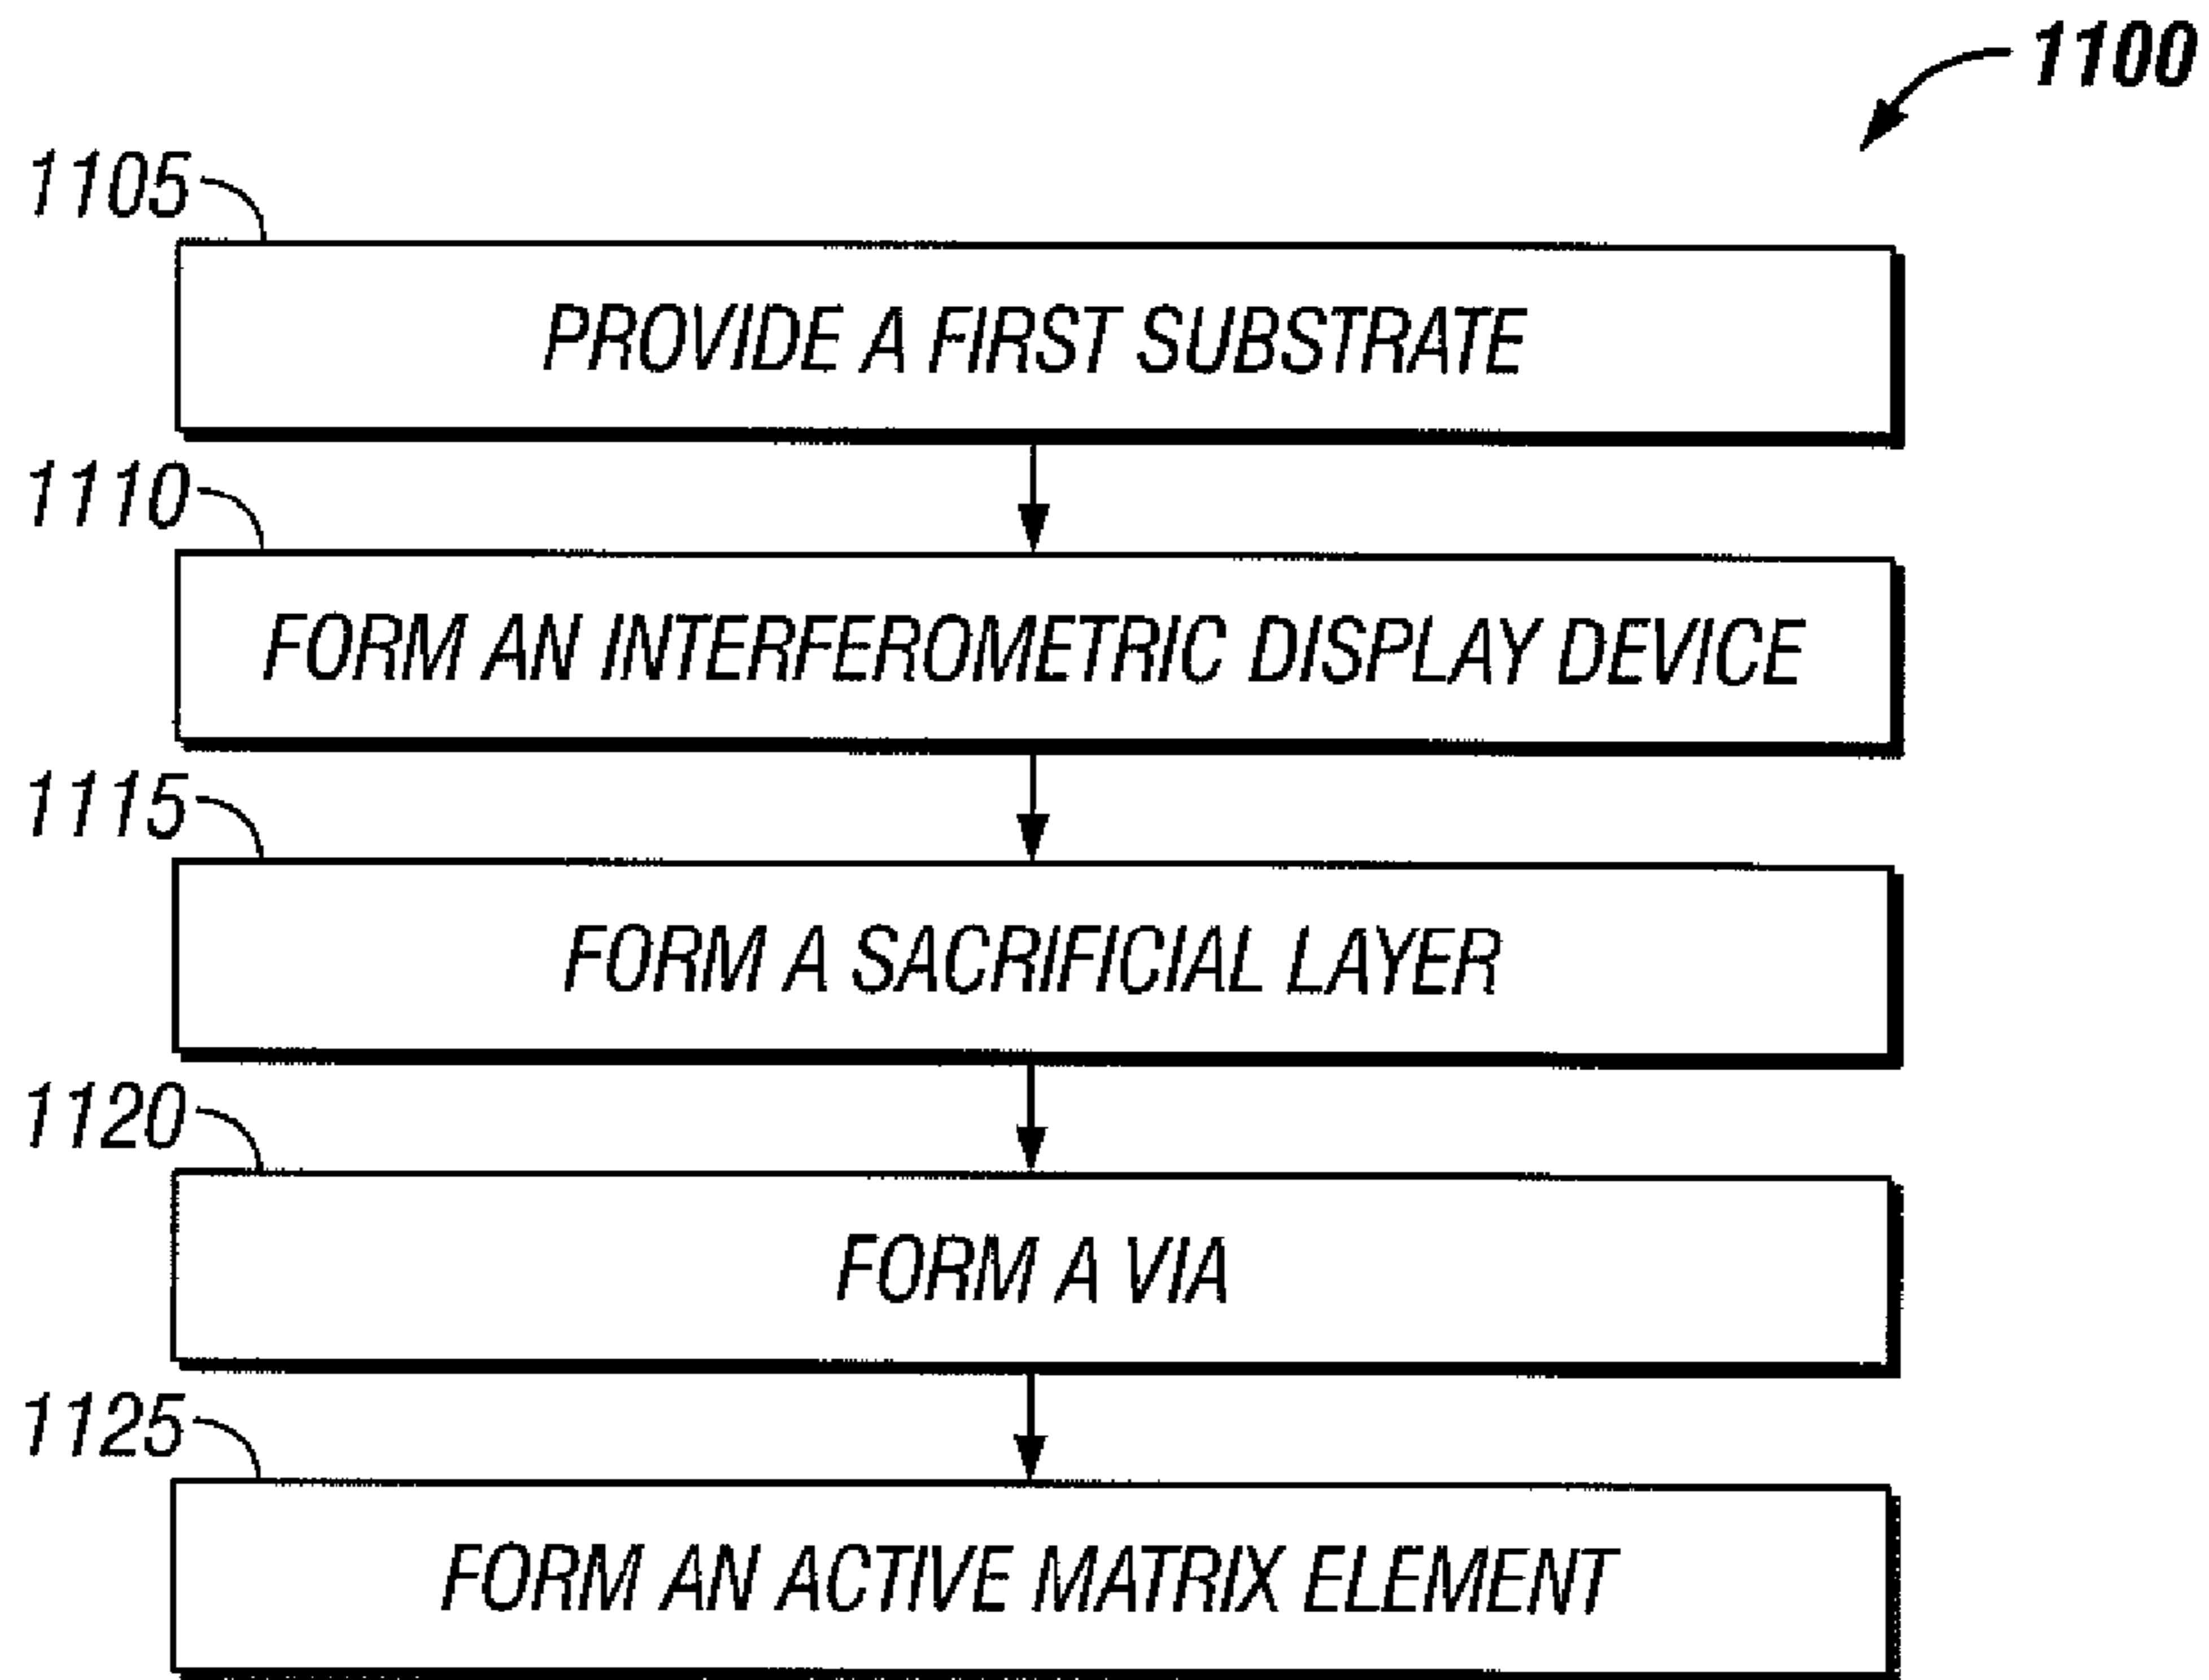 1100
1105
PROVIDE A FIRST SUBSTRATE
1110
FORM AN INTERFEROMETRIC DISPLAY DEVICE
1115
FORM A SACRIFICIAL LAYER
1120
FORM A VIA
1125
FORM AN ACTIVE MATRIX ELEMENT